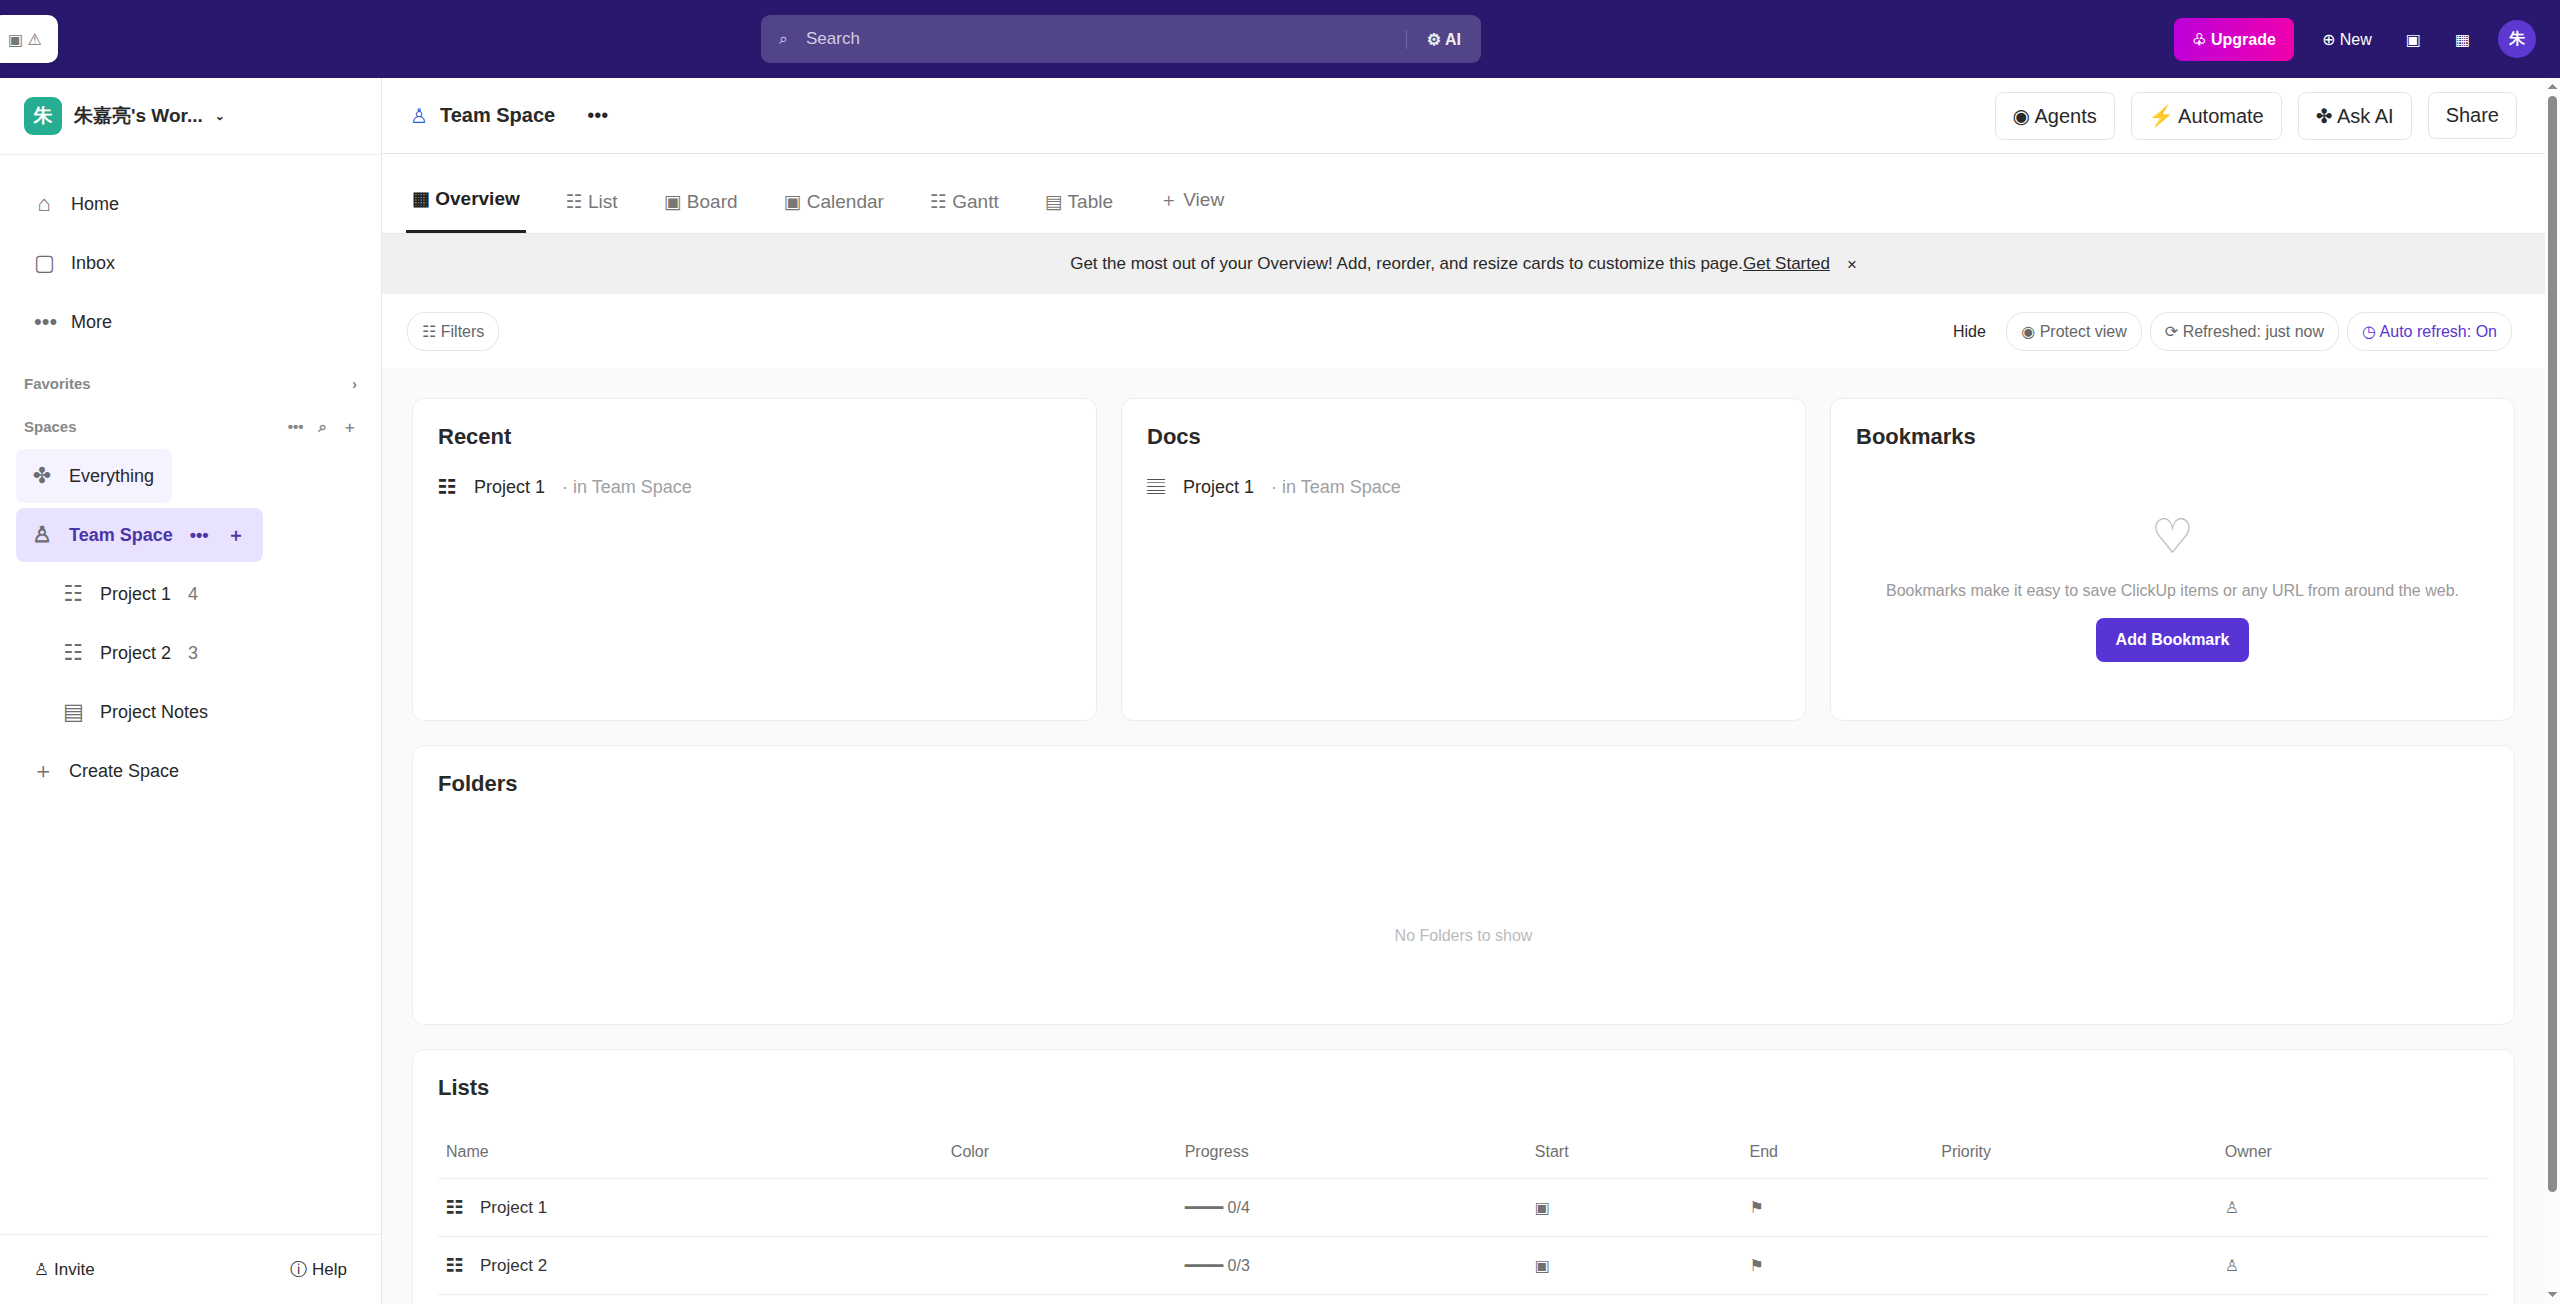 Search
AI
Upgrade
New
朱
朱 朱嘉亮's Wor...
Team Space •••
Agents
Automate
Ask AI
Share
Home
Inbox
More
Favorites
Spaces
Everything
Team Space
Project 1 4
Project 2 3
Project Notes
Create Space
Invite
Help
Overview
List
Board
Calendar
Gantt
Table
+ View
Get the most out of your Overview! Add, reorder, and resize cards to customize this page.Get Started ×
Filters
Hide
Protect view
Refreshed: just now
Auto refresh: On
Recent
Project 1 · in Team Space
Docs
Project 1 · in Team Space
Bookmarks
Bookmarks make it easy to save ClickUp items or any URL from around the web.
Add Bookmark
Folders
No Folders to show
Lists
Name Color Progress Start End Priority Owner
Project 1 0/4
Project 2 0/3